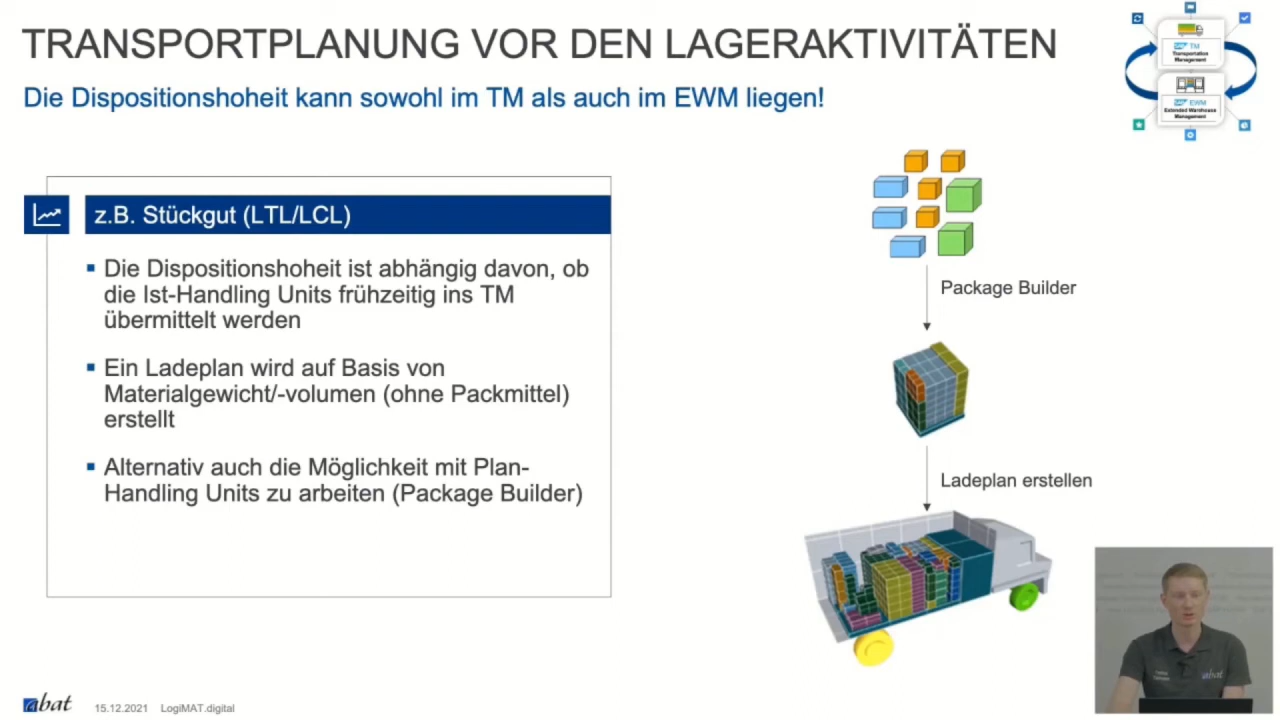 TRANSPORTPLANUNG VOR DEN LAGERAKTIVITÄTEN
Die Dispositionshoheit kann sowohl im TM als auch im EWM liegen!
SAP TM
Transportation
Management
SAP EWM
Extended Warehouse
Management
z.B. Stückgut (LTL/LCL)
Die Dispositionshoheit ist abhängig davon, ob
die Ist-Handling Units frühzeitig ins TM
übermittelt werden
Ein Ladeplan wird auf Basis von
Materialgewicht/-volumen (ohne Packmittel)
erstellt
Alternativ auch die Möglichkeit mit Plan-
Handling Units zu arbeiten (Package Builder)
Package Builder
Ladeplan erstellen
abat
abat 15.12.2021 LogiMAT.digital